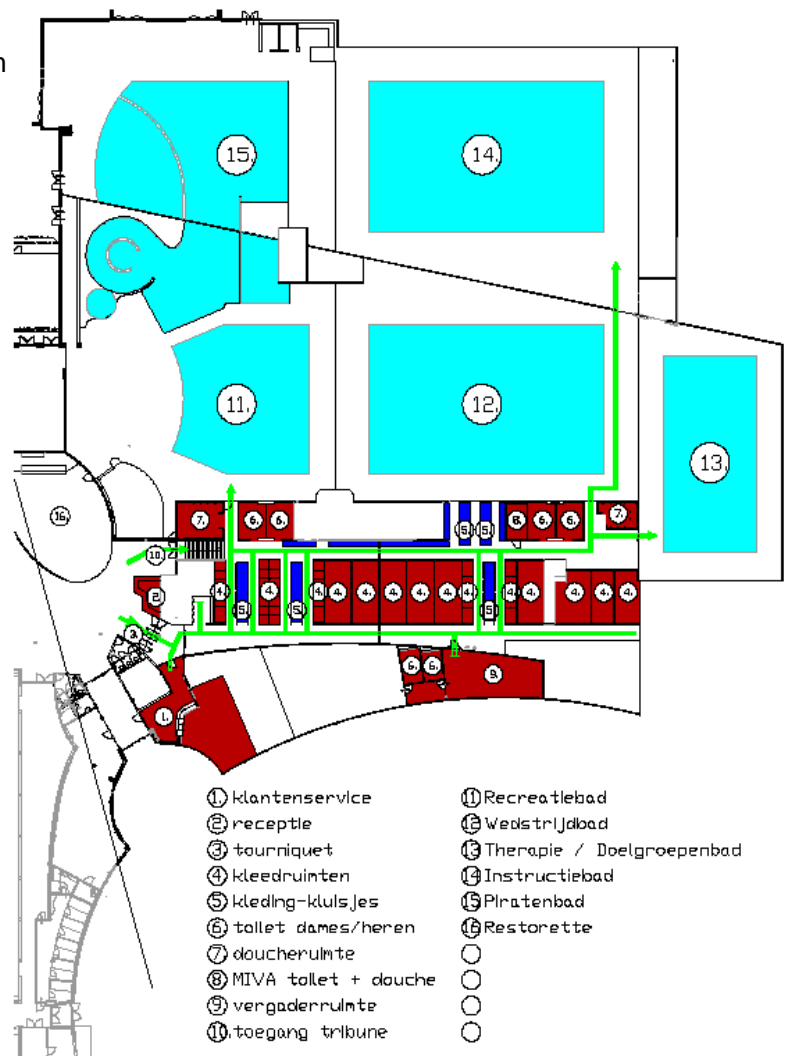 n
15. 14.
11. 12.
13.
16. 7. 6. 6. 5. 5. 8. 6. 6. 7.
10.
4. 5. 4. 5. 4. 4. 4. 4. 4. 4. 4. 5. 4. 4. 4. 4. 4.
2.
3.
6. 6. 9.
1.
1. klantenservice
2. receptie
3. tourniquet
4. kleedruimten
5. kleding-kluisjes
6. toilet dames/heren
7. doucheruimte
8. MIVA toilet + douche
9. vergaderruimte
10. toegang tribune
11. Recreatiebad
12. Wedstrijdbad
13. Therapie / Doelgroepenbad
14. Instructiebad
15. Piratenbad
16. Restorette